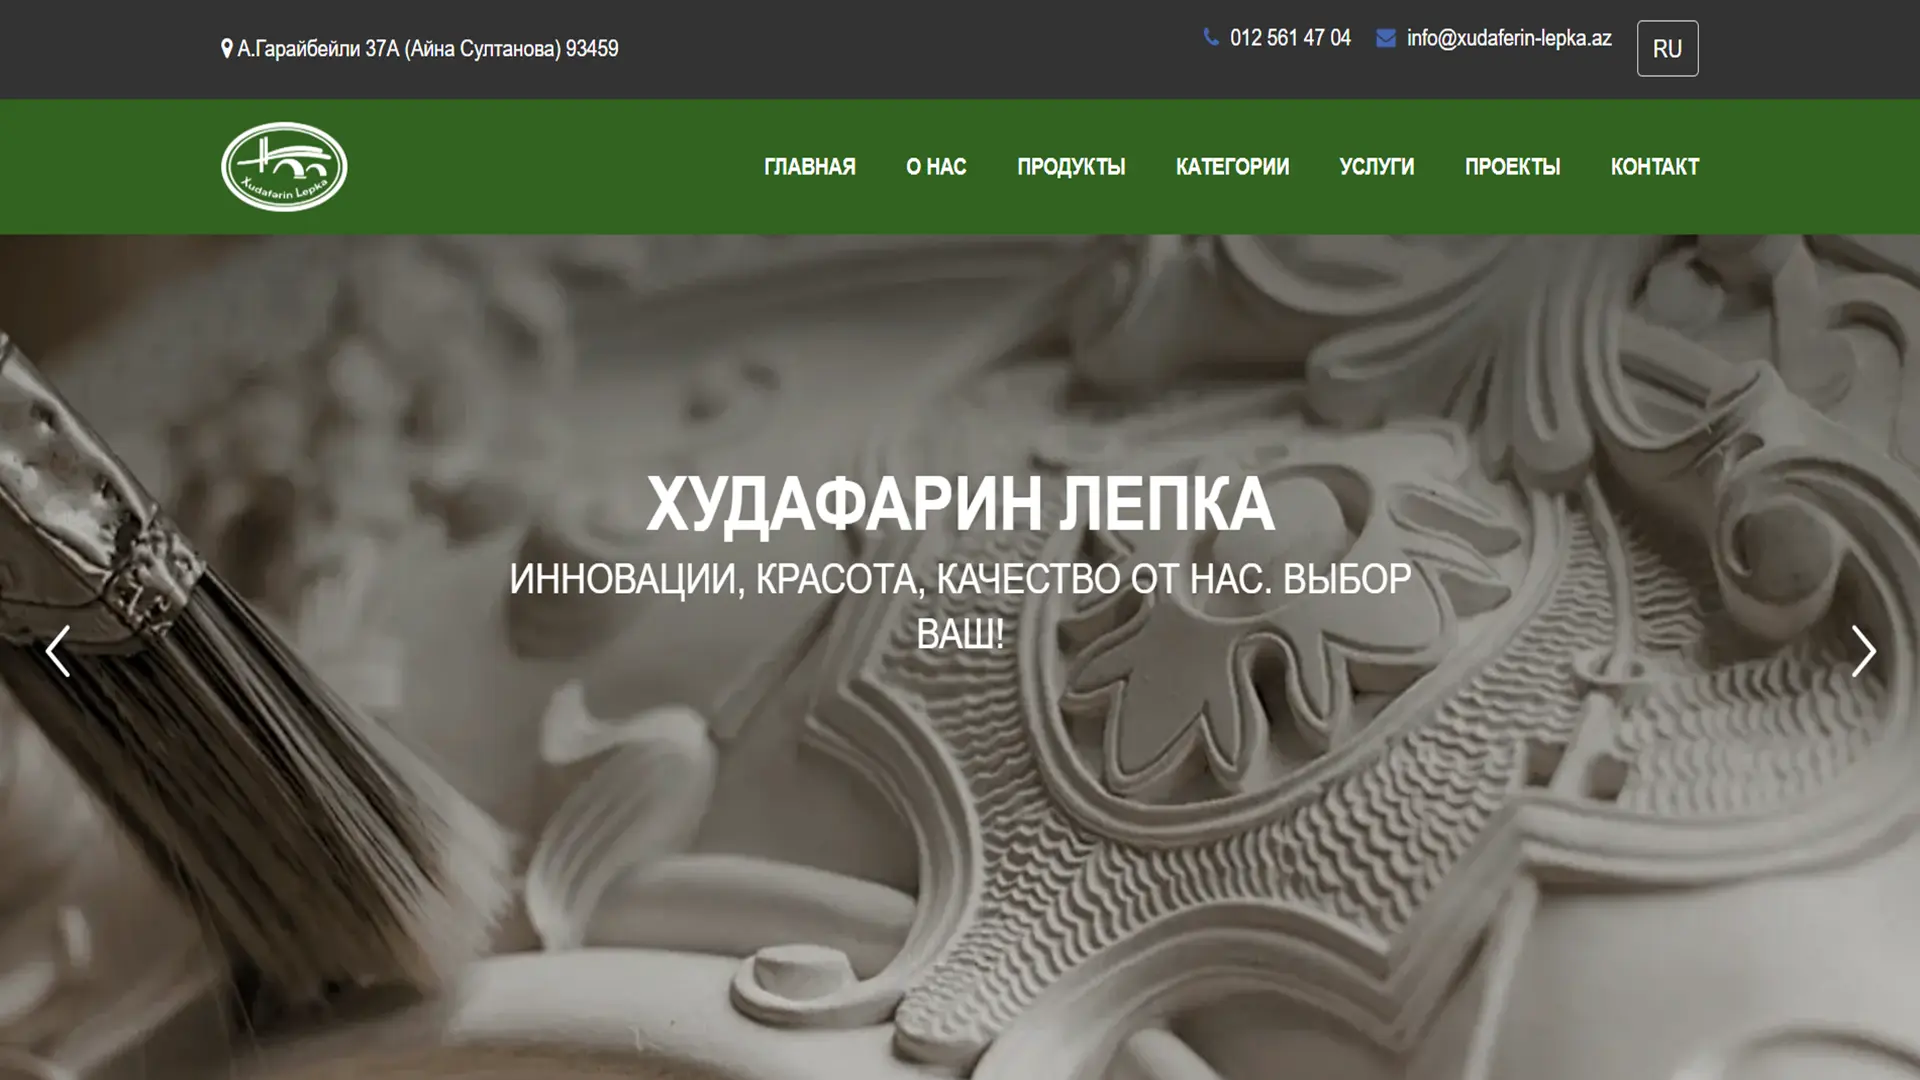 А.Гарайбейли 37А (Айна Султанова) 93459
012 561 47 04
info@xudaferin-lepka.az
RU
Xudafərin Lepka
ГЛАВНАЯ О НАС ПРОДУКТЫ КАТЕГОРИИ УСЛУГИ ПРОЕКТЫ КОНТАКТ
ХУДАФАРИН ЛЕПКА
ИННОВАЦИИ, КРАСОТА, КАЧЕСТВО ОТ НАС. ВЫБОР
ВАШ!